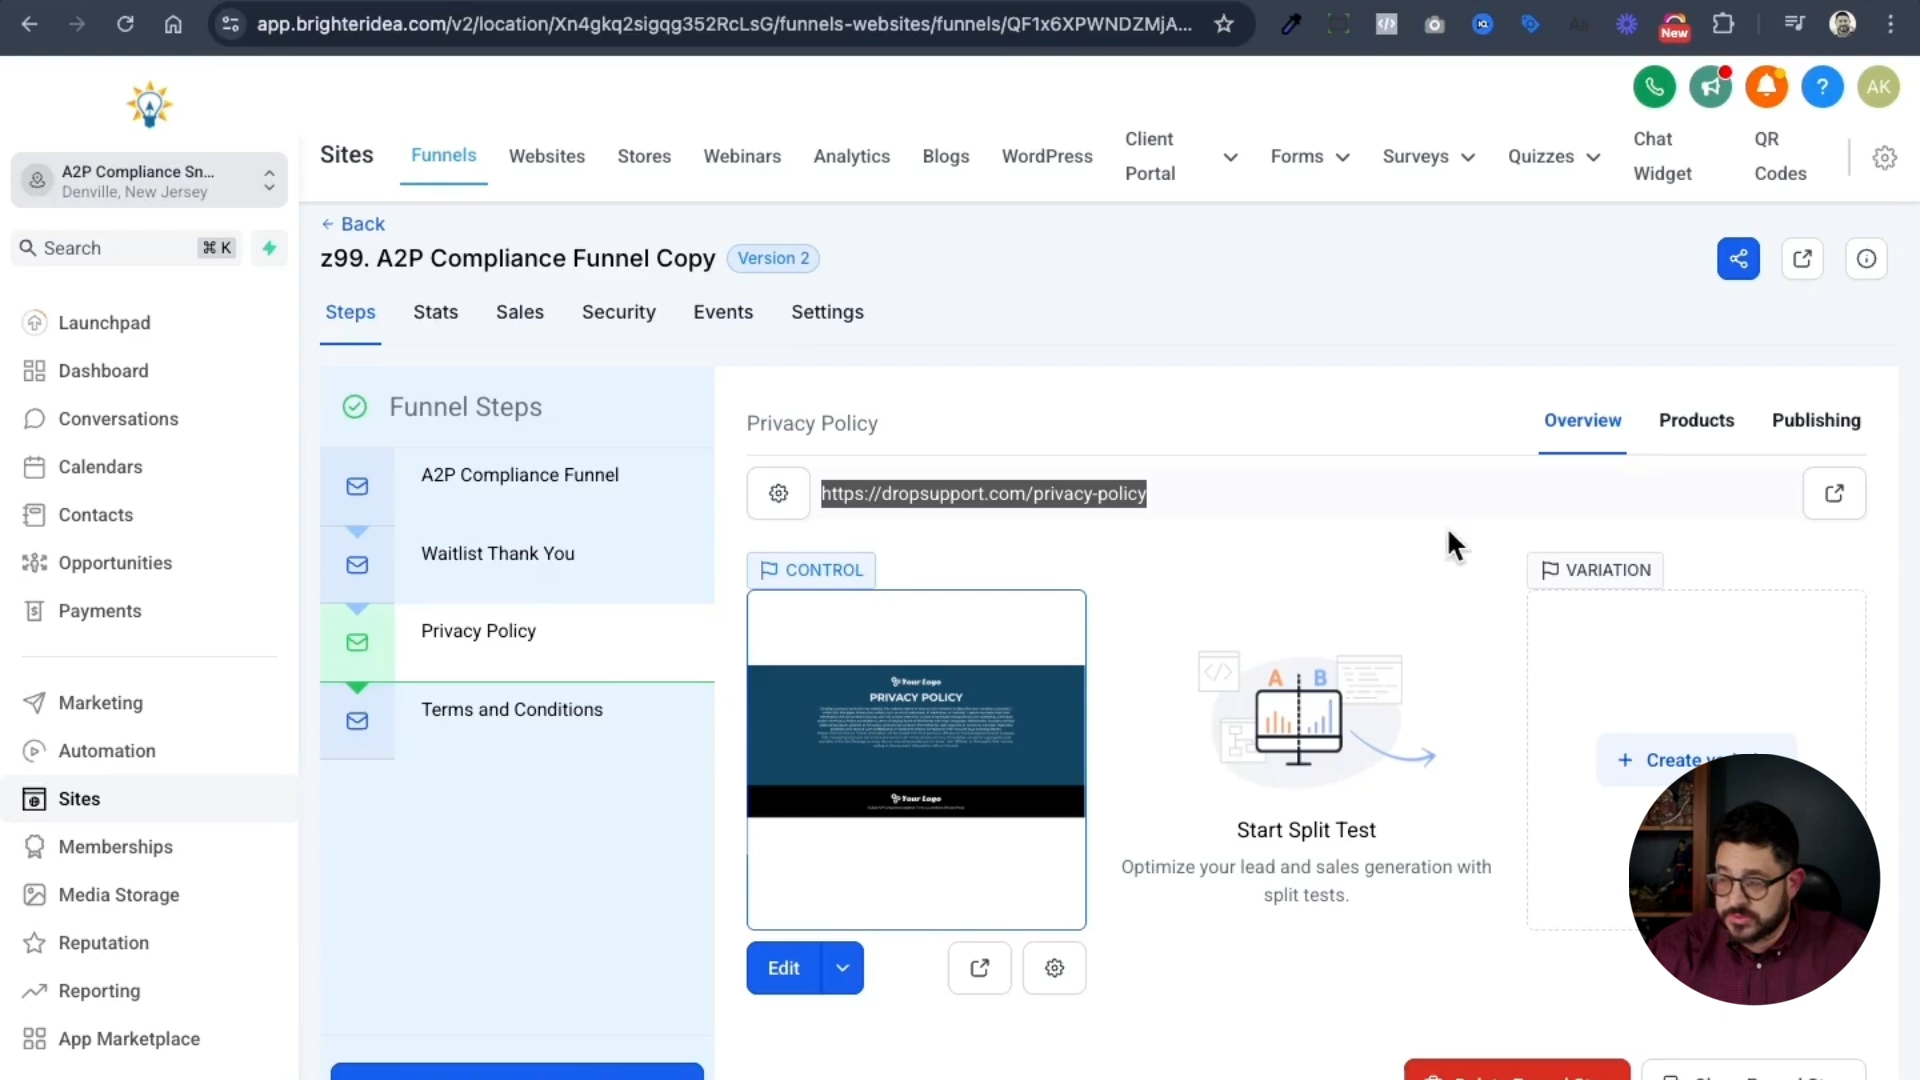 app.brighteridea.com/v2/location/Xn4gkq2sigqg352RcLsG/funnels-websites/funnels/QF1x6XPWNDZMjA...
New
A2P Compliance Sn...
Denville, New Jersey
Search ⌘ K
Launchpad
Dashboard
Conversations
Calendars
Contacts
Opportunities
Payments
Marketing
Automation
Sites
Memberships
Media Storage
Reputation
Reporting
App Marketplace
AK
Sites
Funnels
Websites
Stores
Webinars
Analytics
Blogs
WordPress
Client
Portal
Forms
Surveys
Quizzes
Chat
Widget
QR
Codes
← Back
z99. A2P Compliance Funnel Copy
Version 2
Steps
Stats
Sales
Security
Events
Settings
Funnel Steps
A2P Compliance Funnel
Waitlist Thank You
Privacy Policy
Terms and Conditions
Privacy Policy
Overview
Products
Publishing
https://dropsupport.com/privacy-policy
CONTROL
Your Logo
PRIVACY POLICY
Your Logo
Edit
A B
Start Split Test
Optimize your lead and sales generation with
split tests.
VARIATION
+ Create